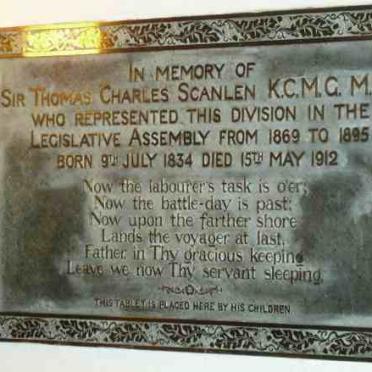 IN MEMORY OF
SIR THOMAS CHARLES SCANLEN K.C.M.G. M.
WHO REPRESENTED THIS DIVISION IN THE
LEGISLATIVE ASSEMBLY FROM 1869 TO 1895
BORN 9TH JULY 1834 DIED 15TH MAY 1912
Now the labourer's task is o'er;
Now the battle-day is past;
Now upon the farther shore
Lands the voyager at last.
Father in Thy gracious keeping
Leave we now Thy servant sleeping.
THIS TABLET IS PLACED HERE BY HIS CHILDREN